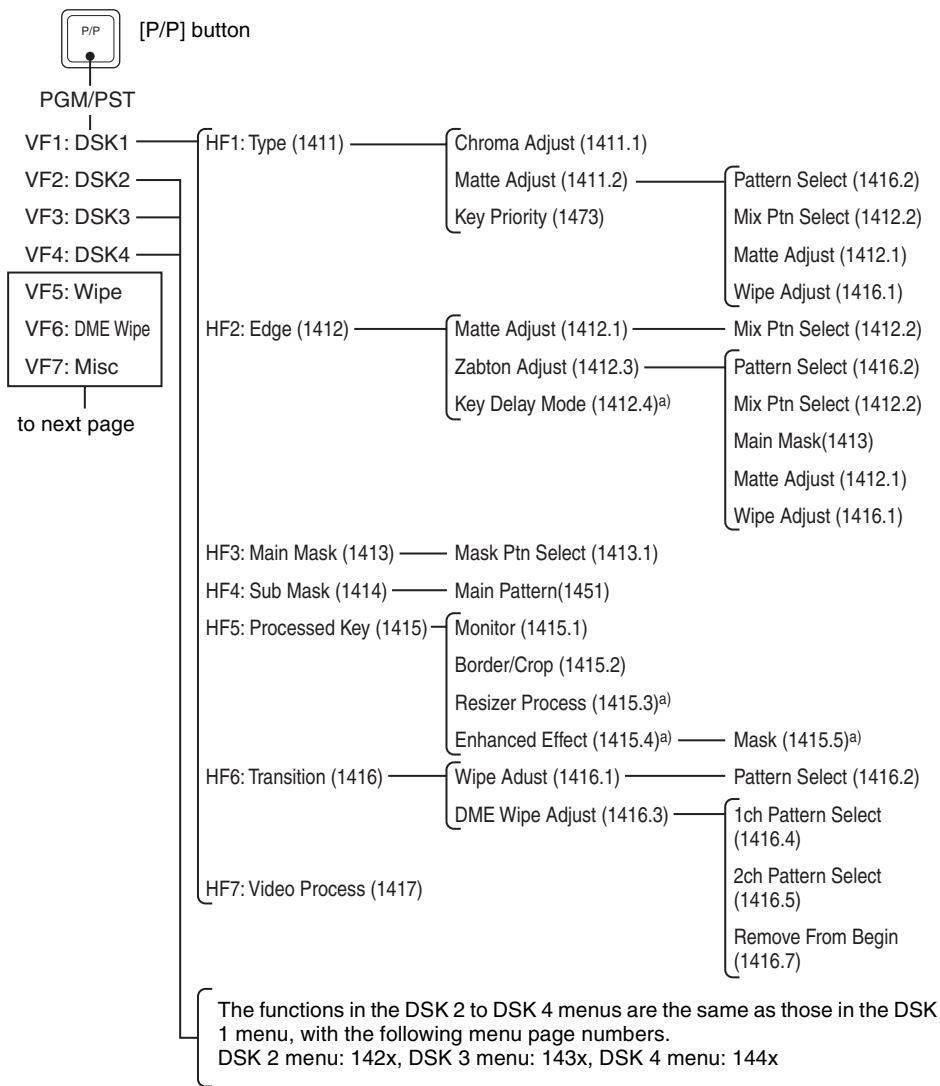 P/P
[P/P] button
PGM/PST
VF1: DSK1
VF2: DSK2
VF3: DSK3
VF4: DSK4
VF5: Wipe
VF6: DME Wipe
VF7: Misc
to next page
HF1: Type (1411)
Chroma Adjust (1411.1)
Matte Adjust (1411.2)
Key Priority (1473)
Pattern Select (1416.2)
Mix Ptn Select (1412.2)
Matte Adjust (1412.1)
Wipe Adjust (1416.1)
HF2: Edge (1412)
Matte Adjust (1412.1)
Mix Ptn Select (1412.2)
Zabton Adjust (1412.3)
Key Delay Mode (1412.4)a)
Pattern Select (1416.2)
Mix Ptn Select (1412.2)
Main Mask(1413)
Matte Adjust (1412.1)
Wipe Adjust (1416.1)
HF3: Main Mask (1413)
Mask Ptn Select (1413.1)
HF4: Sub Mask (1414)
Main Pattern(1451)
HF5: Processed Key (1415)
Monitor (1415.1)
Border/Crop (1415.2)
Resizer Process (1415.3)a)
Enhanced Effect (1415.4)a)
Mask (1415.5)a)
HF6: Transition (1416)
Wipe Adust (1416.1)
Pattern Select (1416.2)
DME Wipe Adjust (1416.3)
1ch Pattern Select
(1416.4)
2ch Pattern Select
(1416.5)
Remove From Begin
(1416.7)
HF7: Video Process (1417)
The functions in the DSK 2 to DSK 4 menus are the same as those in the DSK
1 menu, with the following menu page numbers.
DSK 2 menu: 142x, DSK 3 menu: 143x, DSK 4 menu: 144x